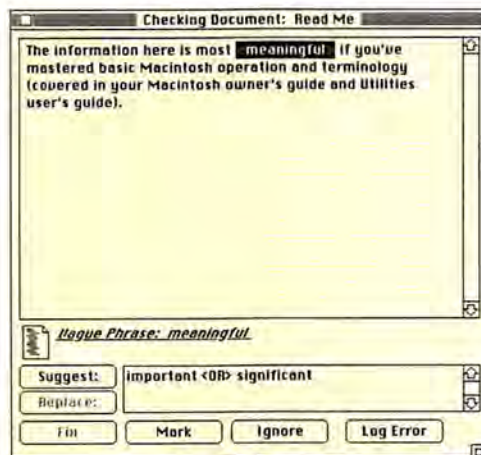 Checking Document: Read Me
The information here is most meaningful if you've
mastered basic Macintosh operation and terminology
(covered in your Macintosh owner's guide and Utilities
user's guide).
Vague Phrase: meaningful
Suggest: important <OR> significant
Replace:
Fix Mark Ignore Log Error